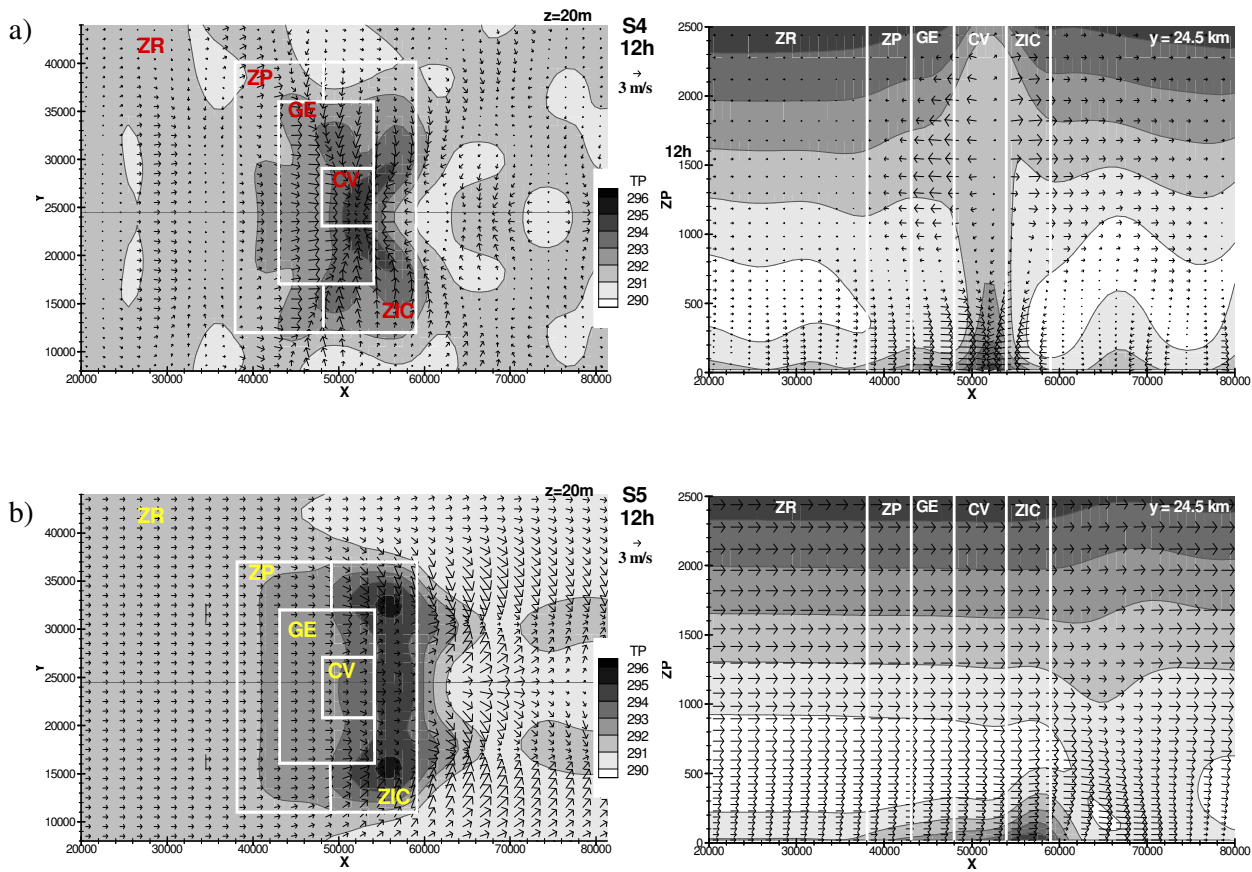 a)
z=20m
S4
12h
3 m/s
ZR
ZP
GE
CV
ZIC
Y
40000
35000
30000
25000
20000
15000
10000
20000 30000 40000 50000 60000 70000 80000
X
TP
296
295
294
293
292
291
290
ZR ZP GE CV ZIC y = 24.5 km
12h
ZP
2500
2000
1500
1000
500
0
20000 30000 40000 50000 60000 70000 80000
X
b)
z=20m
S5
12h
3 m/s
ZR
ZP
GE
CV
ZIC
Y
40000
35000
30000
25000
20000
15000
10000
20000 30000 40000 50000 60000 70000 80000
X
TP
296
295
294
293
292
291
290
ZR ZP GE CV ZIC y = 24.5 km
ZP
2500
2000
1500
1000
500
0
20000 30000 40000 50000 60000 70000 80000
X